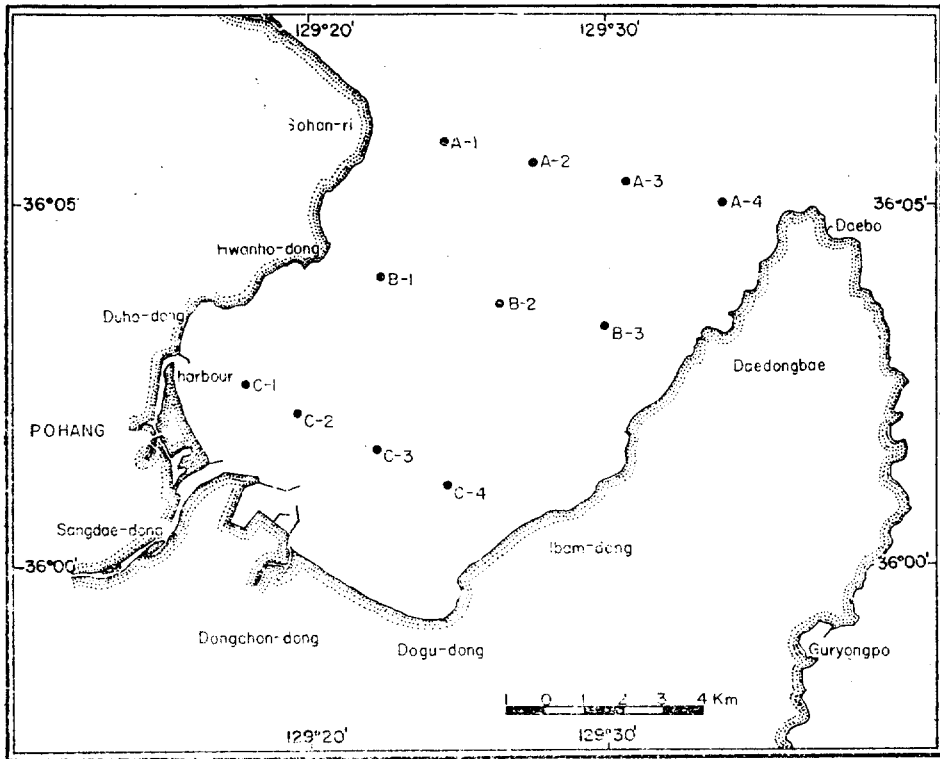 129°20' 129°30'
Sohan-ri
A-1
A-2
A-3
A-4
36°05' 36°05'
Daebo
Hwanho-dong
B-1
B-2
B-3
Duho-dong
harbour
Daedongbae
C-1
C-2
C-3
C-4
POHANG
Sangdae-dong
Ibam-dong
36°00' 36°00'
Dongchon-dong
Dogu-dong
Guryongpo
1 0 1 2 3 4 Km
129°20' 129°30'